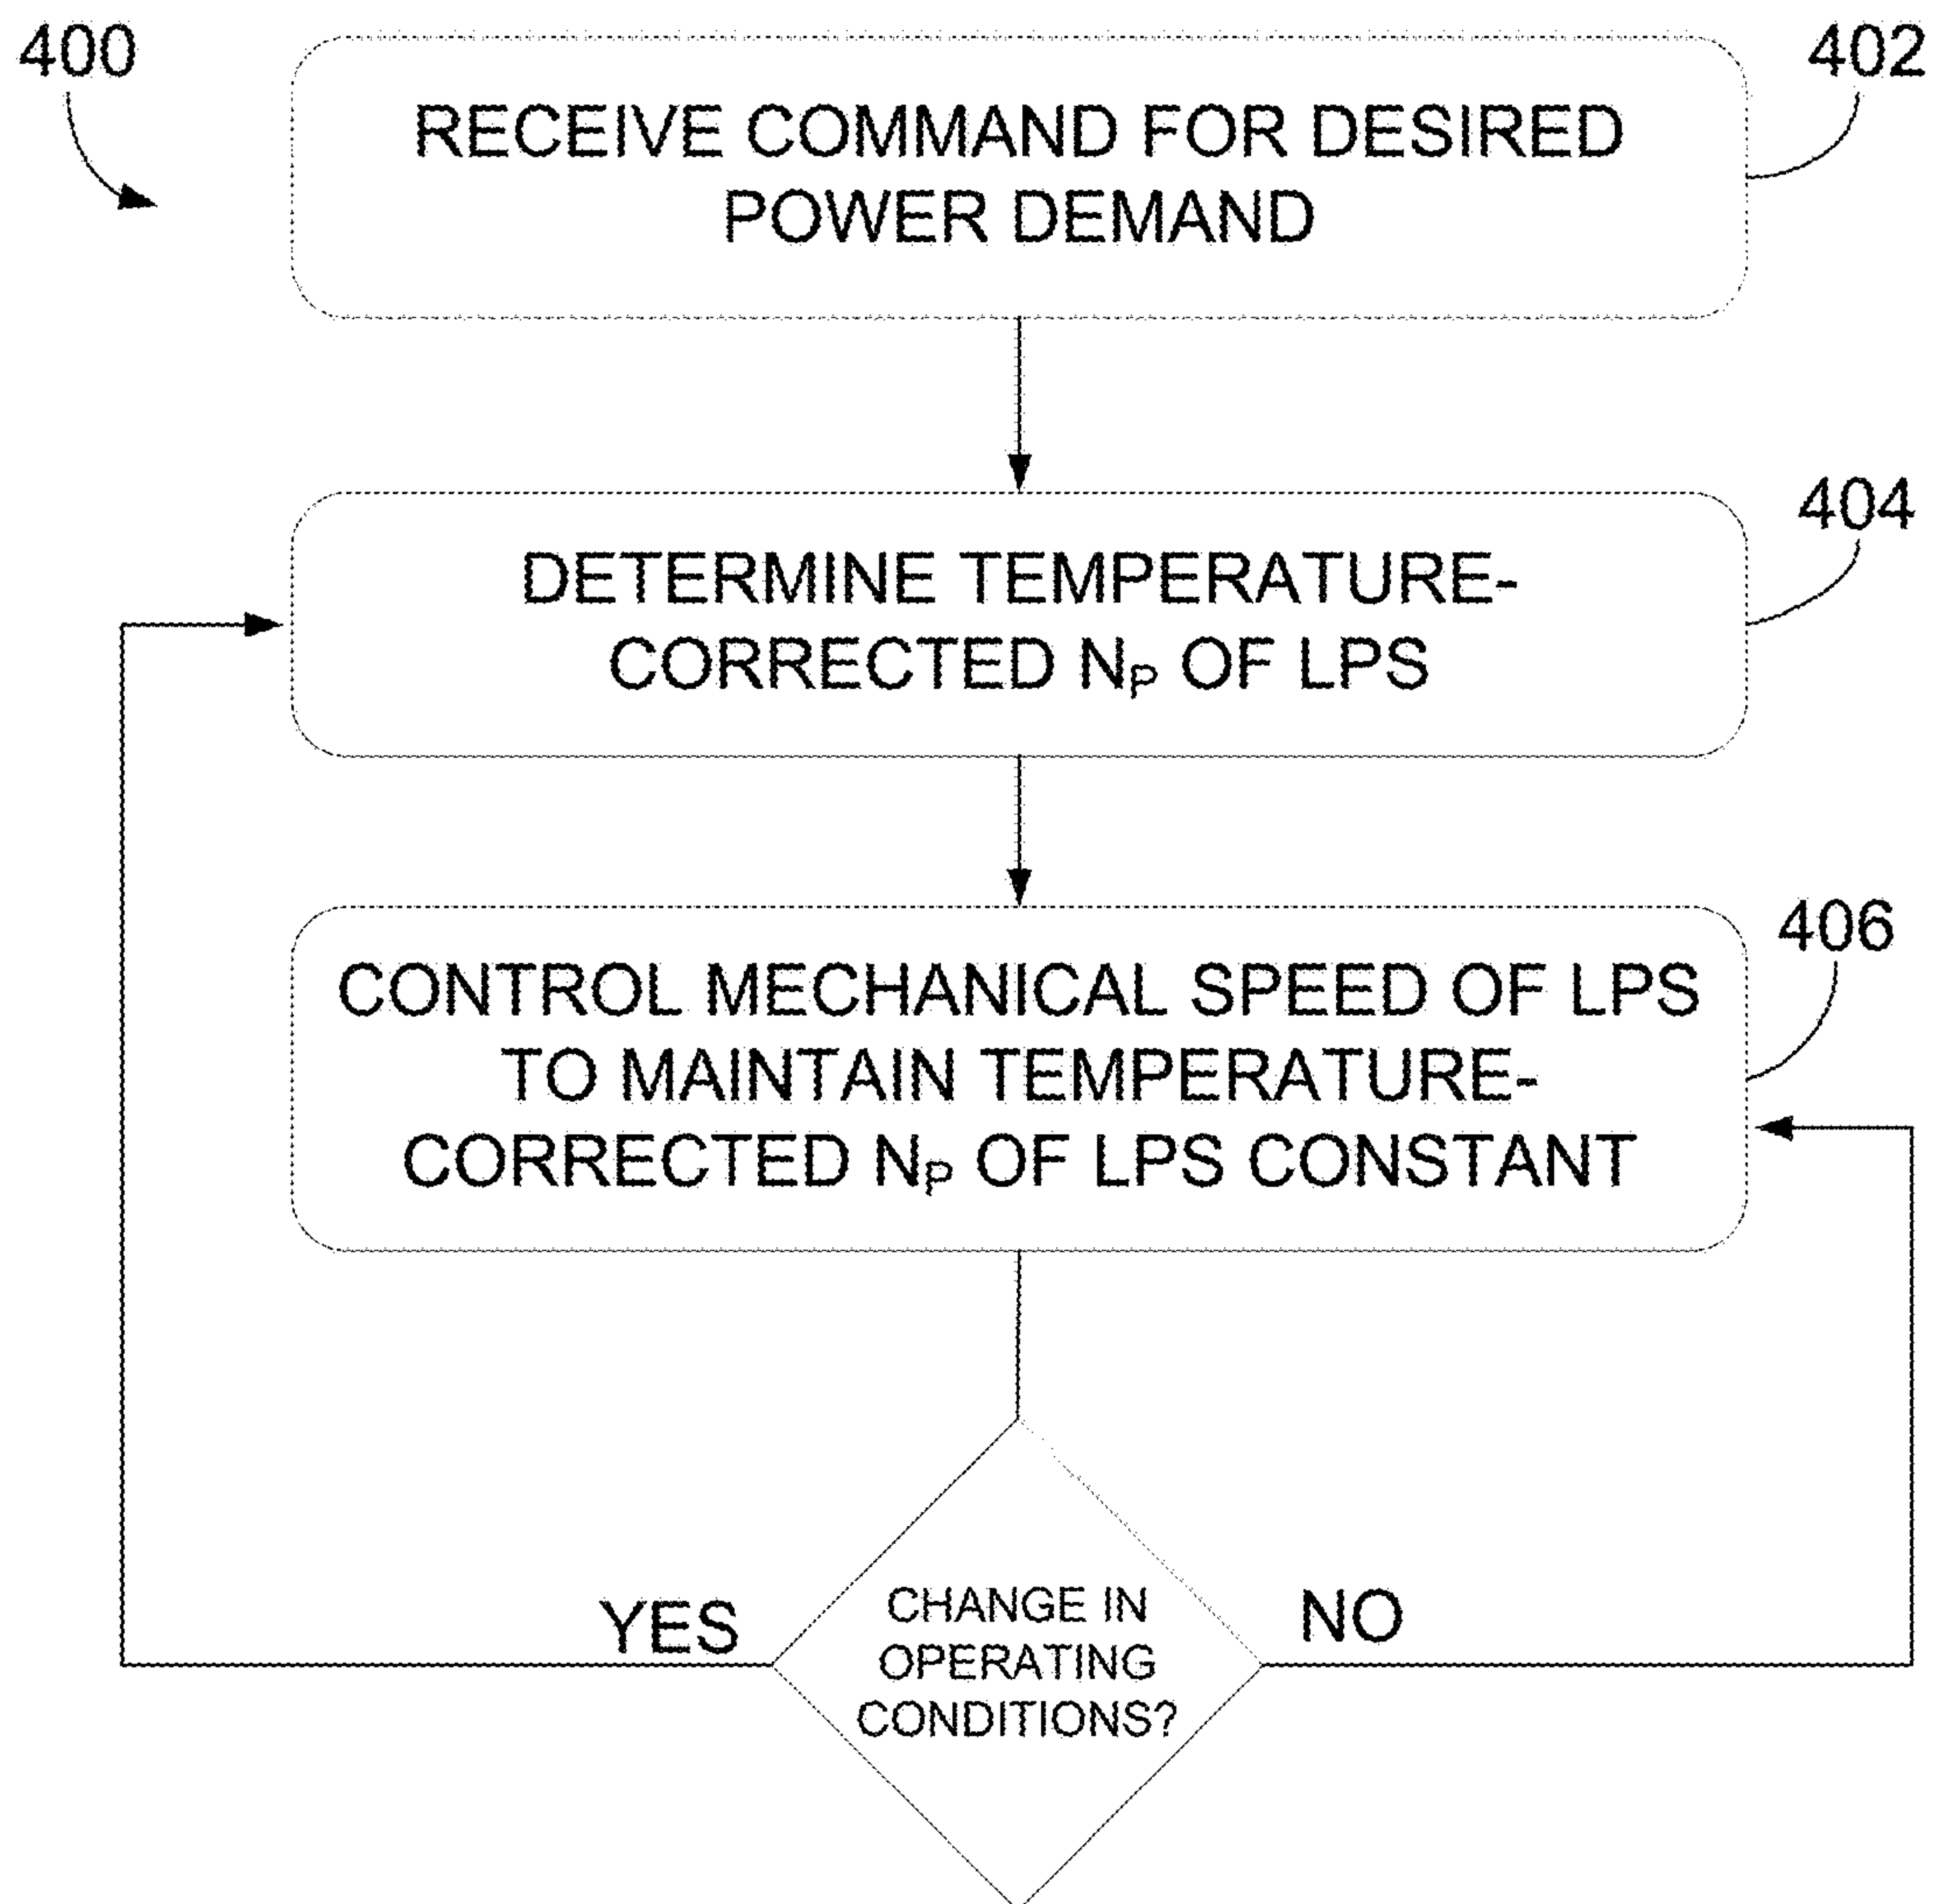 400
402
RECEIVE COMMAND FOR DESIRED
POWER DEMAND
404
DETERMINE TEMPERATURE-
CORRECTED NP OF LPS
406
CONTROL MECHANICAL SPEED OF LPS
TO MAINTAIN TEMPERATURE-
CORRECTED NP OF LPS CONSTANT
YES
CHANGE IN
OPERATING
CONDITIONS?
NO